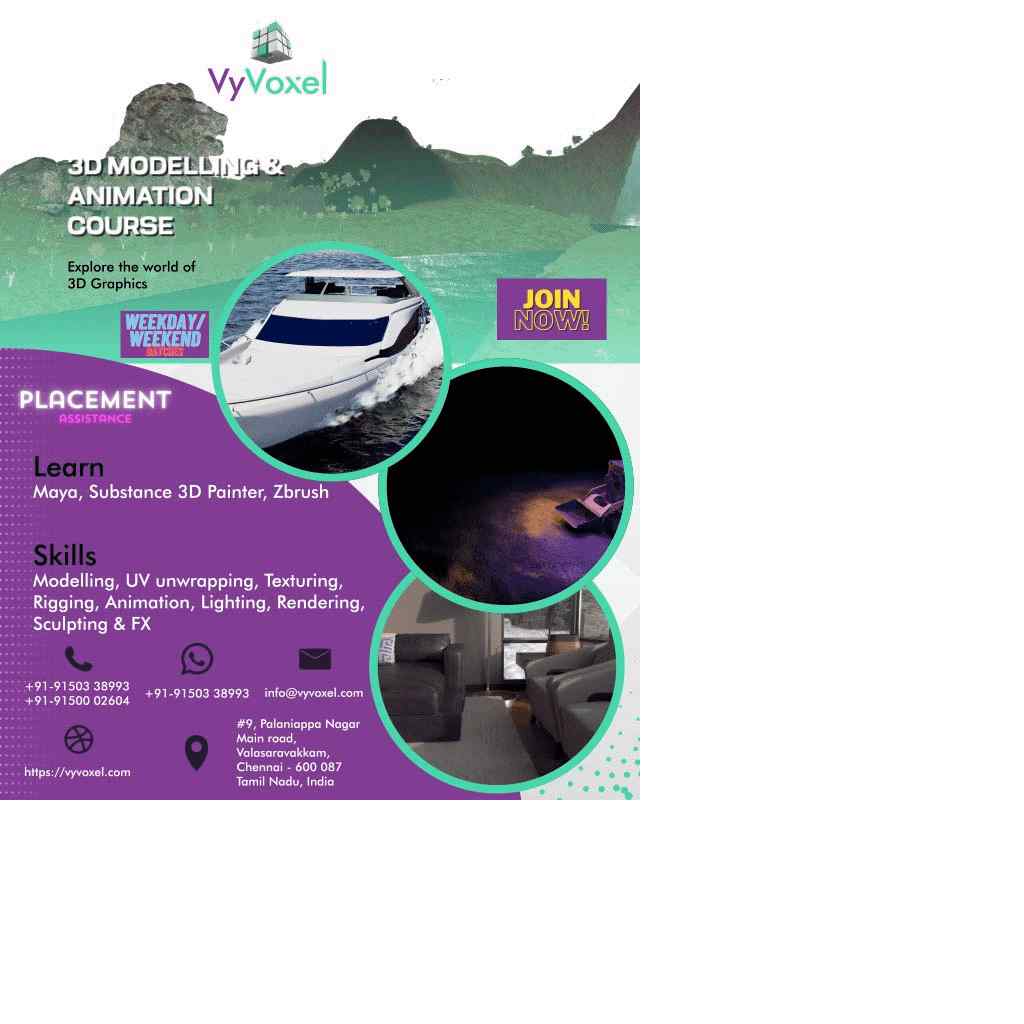 VyVoxel
3D MODELLING &
ANIMATION
COURSE
Explore the world of
3D Graphics
WEEKDAY/
WEEKEND
BATCHES
JOIN
NOW!
PLACEMENT
ASSISTANCE
Learn
Maya, Substance 3D Painter, Zbrush
Skills
Modelling, UV unwrapping, Texturing,
Rigging, Animation, Lighting, Rendering,
Sculpting & FX
+91-91503 38993
+91-91500 02604
+91-91503 38993
info@vyvoxel.com
https://vyvoxel.com
#9, Palaniappa Nagar
Main road,
Valasaravakkam,
Chennai - 600 087
Tamil Nadu, India